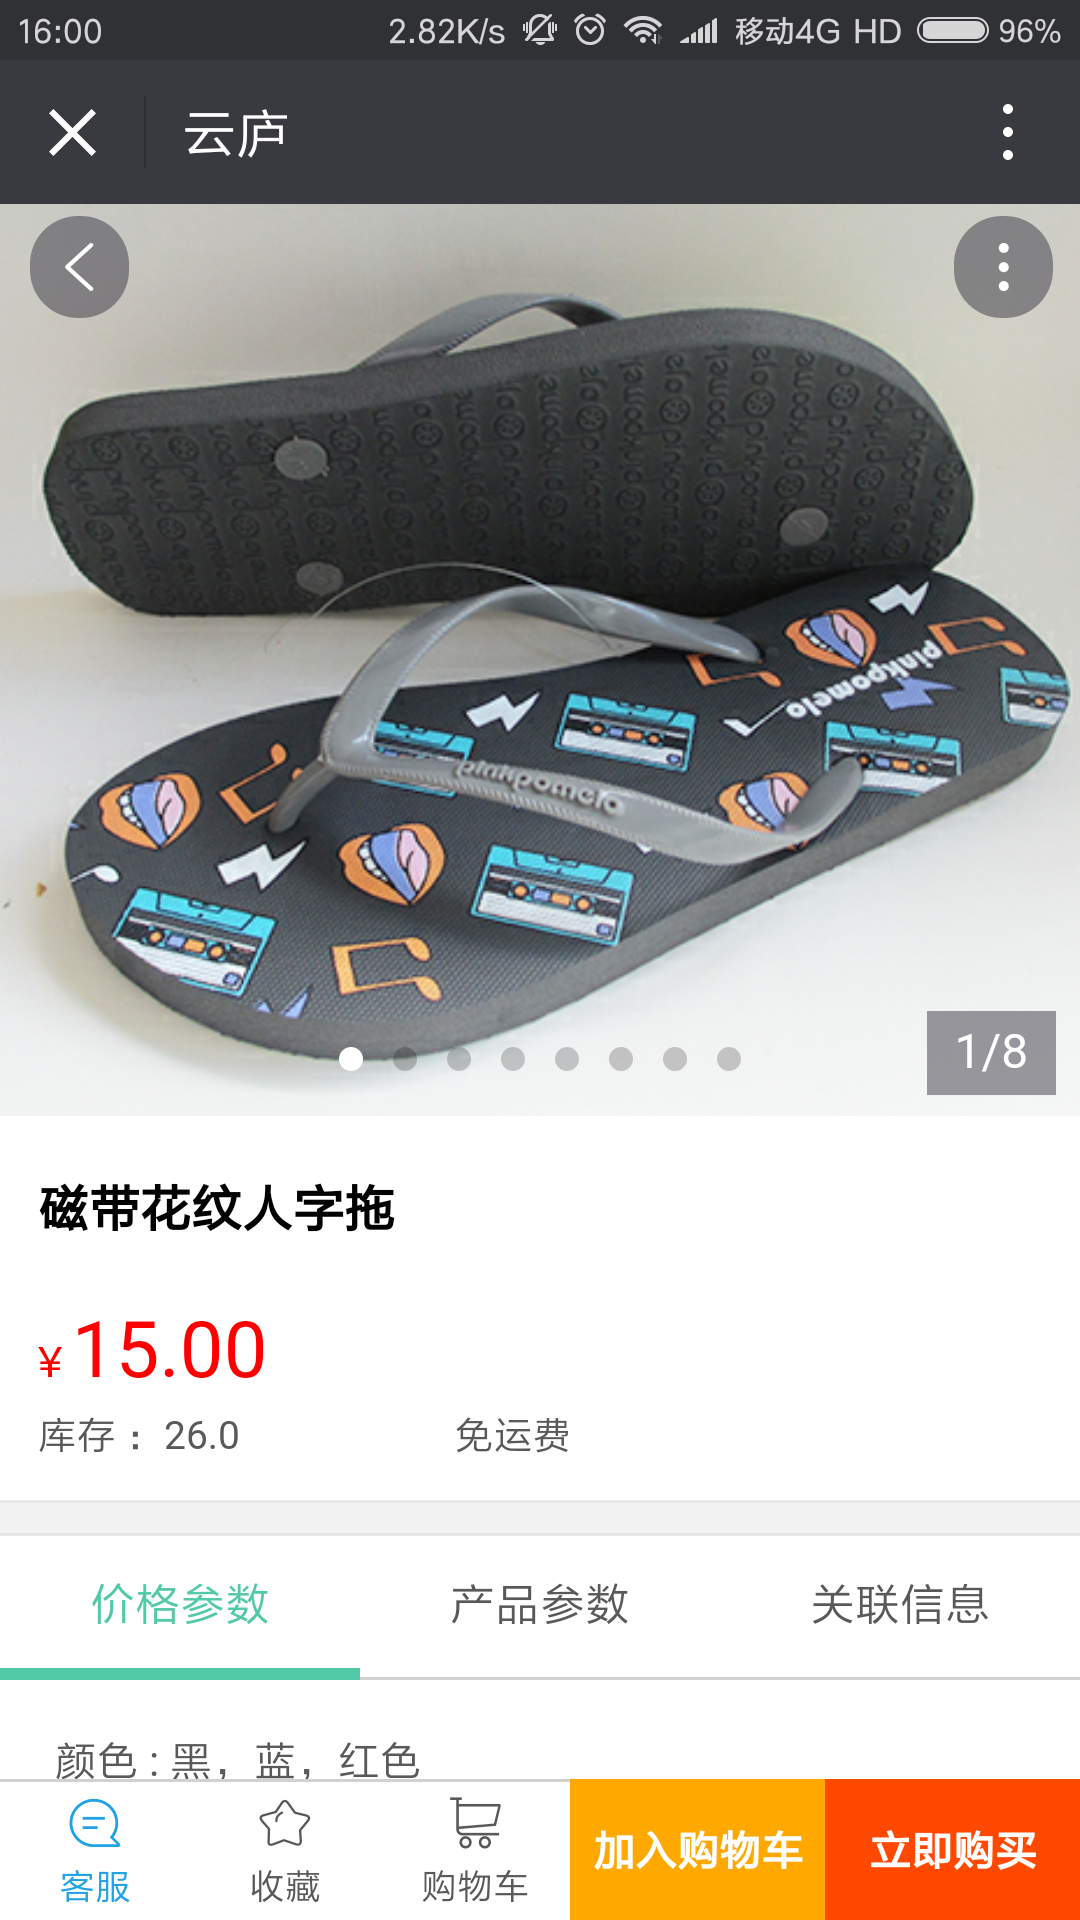 16:00 2.82K/s 移动4G HD 96%
云庐
pinkpomelo
pinkpomelo
1/8
磁带花纹人字拖
¥15.00
库存： 26.0 免运费
价格参数 产品参数 关联信息
颜色 : 黑，蓝，红色
客服 收藏 购物车 加入购物车 立即购买